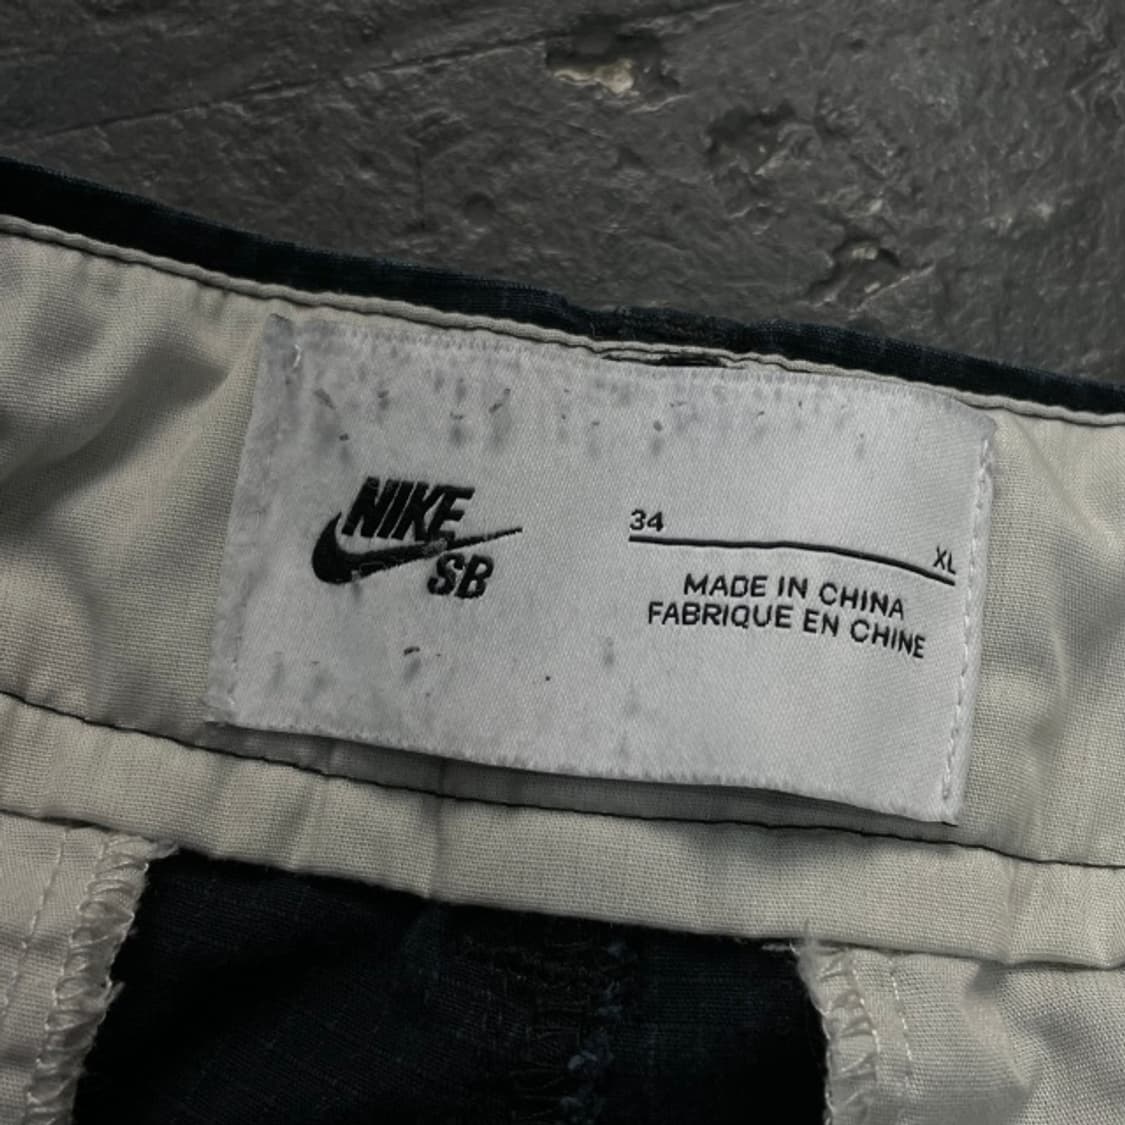 NIKE
SB
34
XL
MADE IN CHINA
FABRIQUE EN CHINE